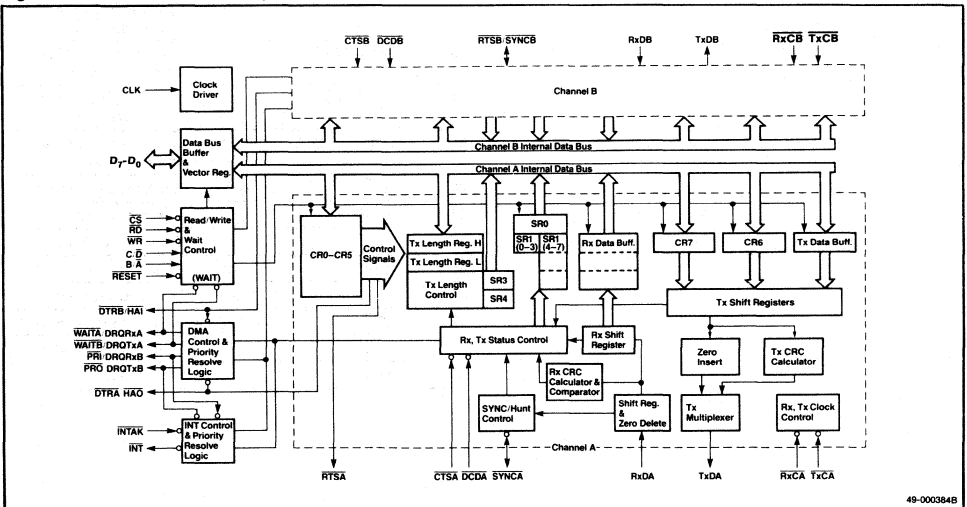 CTSB DCDB RTSB/SYNCB RxDB TxDB RxCB TxCB
CLK
Clock
Driver
Channel B
D7-D0
Data Bus
Buffer
&
Vector Reg.
Channel B Internal Data Bus
Channel A Internal Data Bus
CS
RD
WR
C/D
B/A
RESET
Read/Write
&
Wait
Control
(WAIT)
CR0–CR5
Control
Signals
Tx Length Reg. H
Tx Length Reg. L
Tx Length
Control
SR3
SR4
SR0
SR1
(0–3)
SR1
(4–7)
Rx Data Buff.
CR7
CR6
Tx Data Buff.
DTRB/HAI
WAITA/DRQRxA
WAITB/DRQTxA
PRI/DRQRxB
PRO DRQTxB
DTRA HAO
DMA
Control &
Priority
Resolve
Logic
Tx Shift Registers
Rx, Tx Status Control
Rx Shift
Register
Zero
Insert
Tx CRC
Calculator
Rx CRC
Calculator &
Comparator
SYNC/Hunt
Control
Shift Reg.
&
Zero Delete
Tx
Multiplexer
Rx, Tx Clock
Control
INTAK
INT
INT Control
& Priority
Resolve
Logic
Channel A
RTSA CTSA DCDA SYNCA RxDA TxDA RxCA TxCA
49-000384B